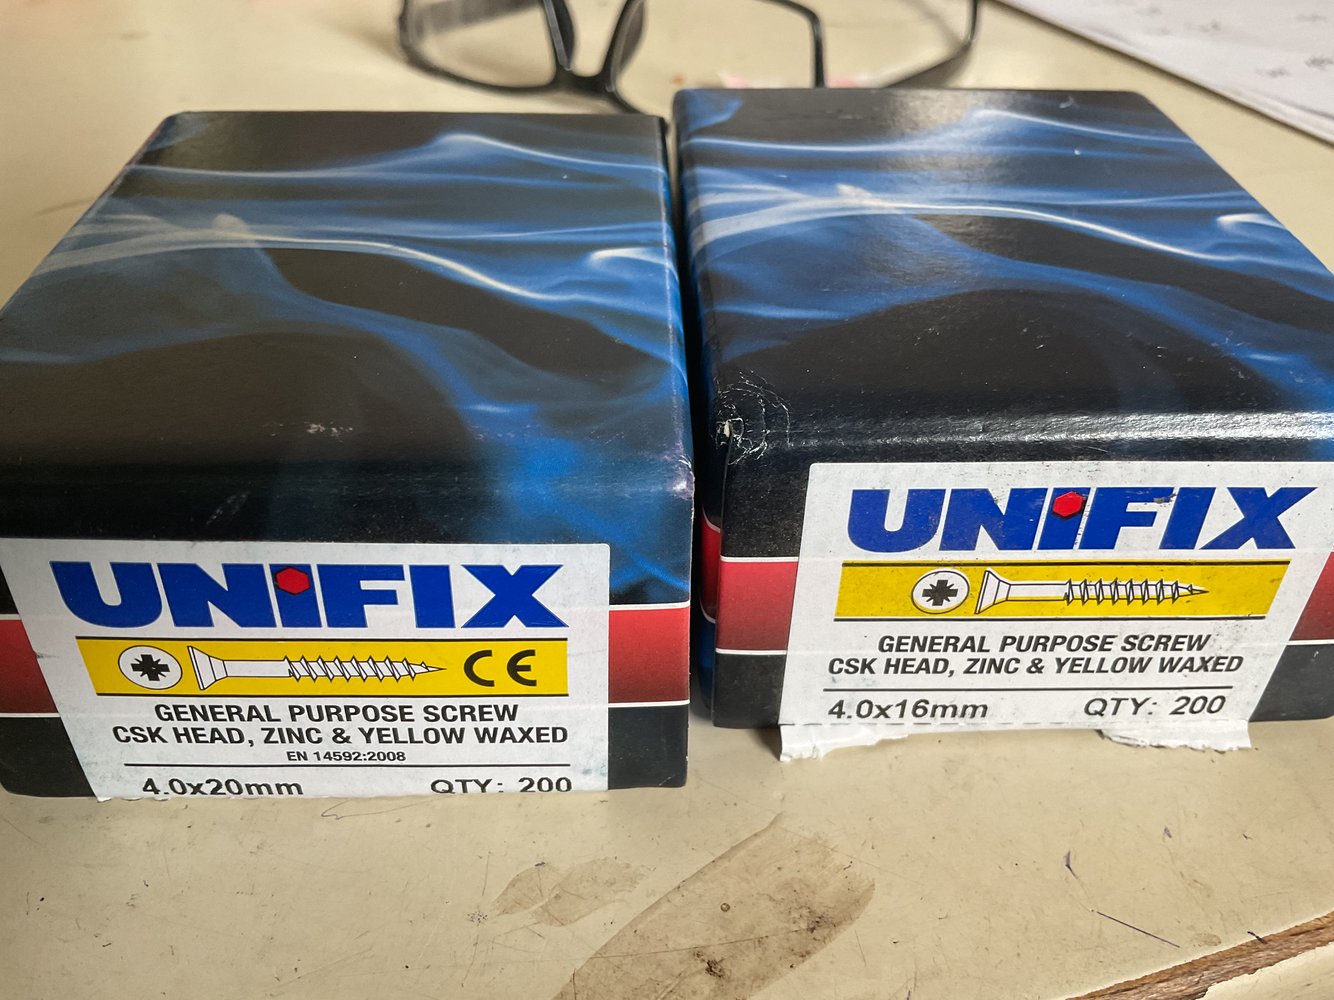 UNIFIX
CE
GENERAL PURPOSE SCREW
CSK HEAD, ZINC & YELLOW WAXED
EN 14592:2008
4.0x20mm QTY: 200
UNIFIX
GENERAL PURPOSE SCREW
CSK HEAD, ZINC & YELLOW WAXED
4.0x16mm QTY: 200